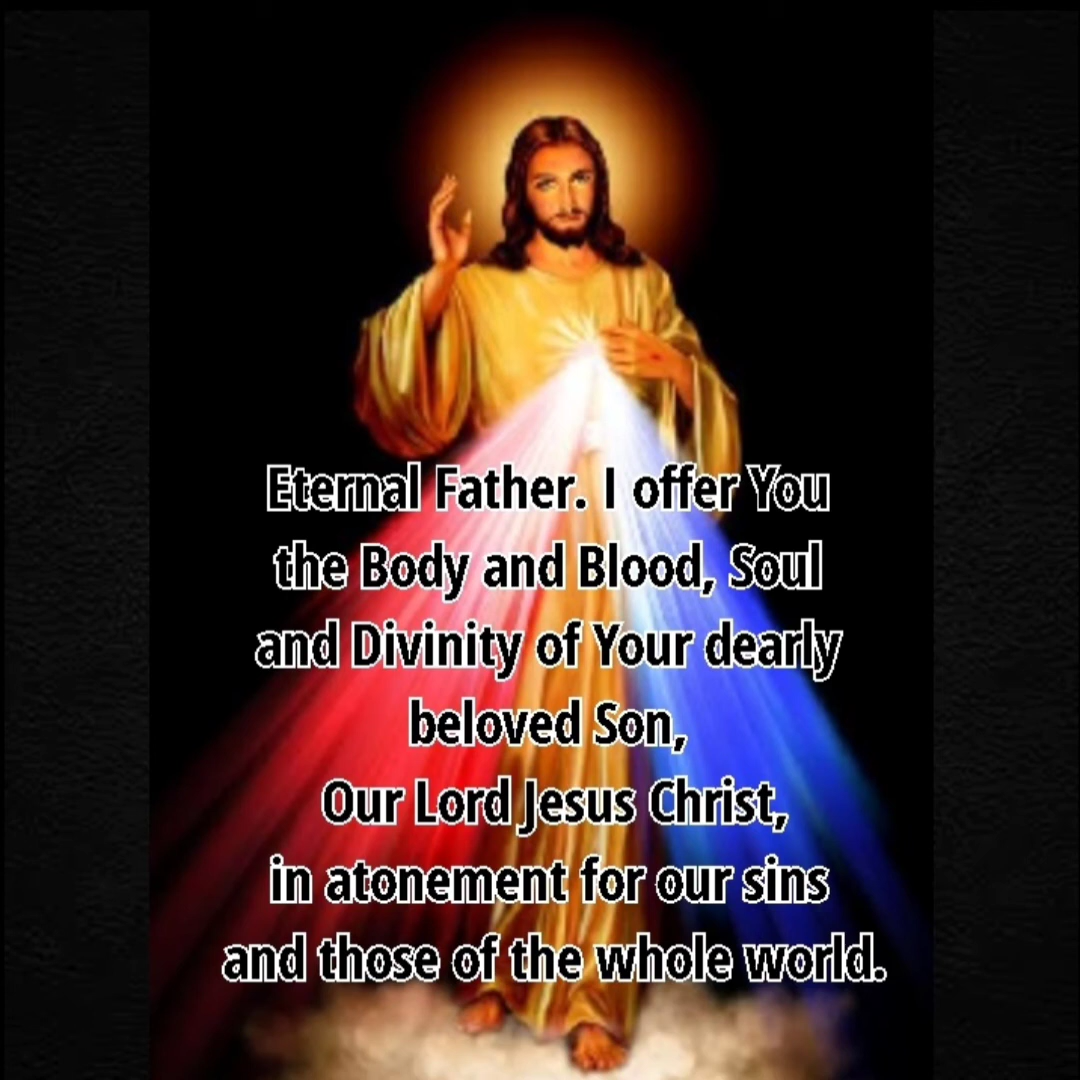 Eternal Father. I offer You
the Body and Blood, Soul
and Divinity of Your dearly
beloved Son,
Our Lord Jesus Christ,
in atonement for our sins
and those of the whole world.